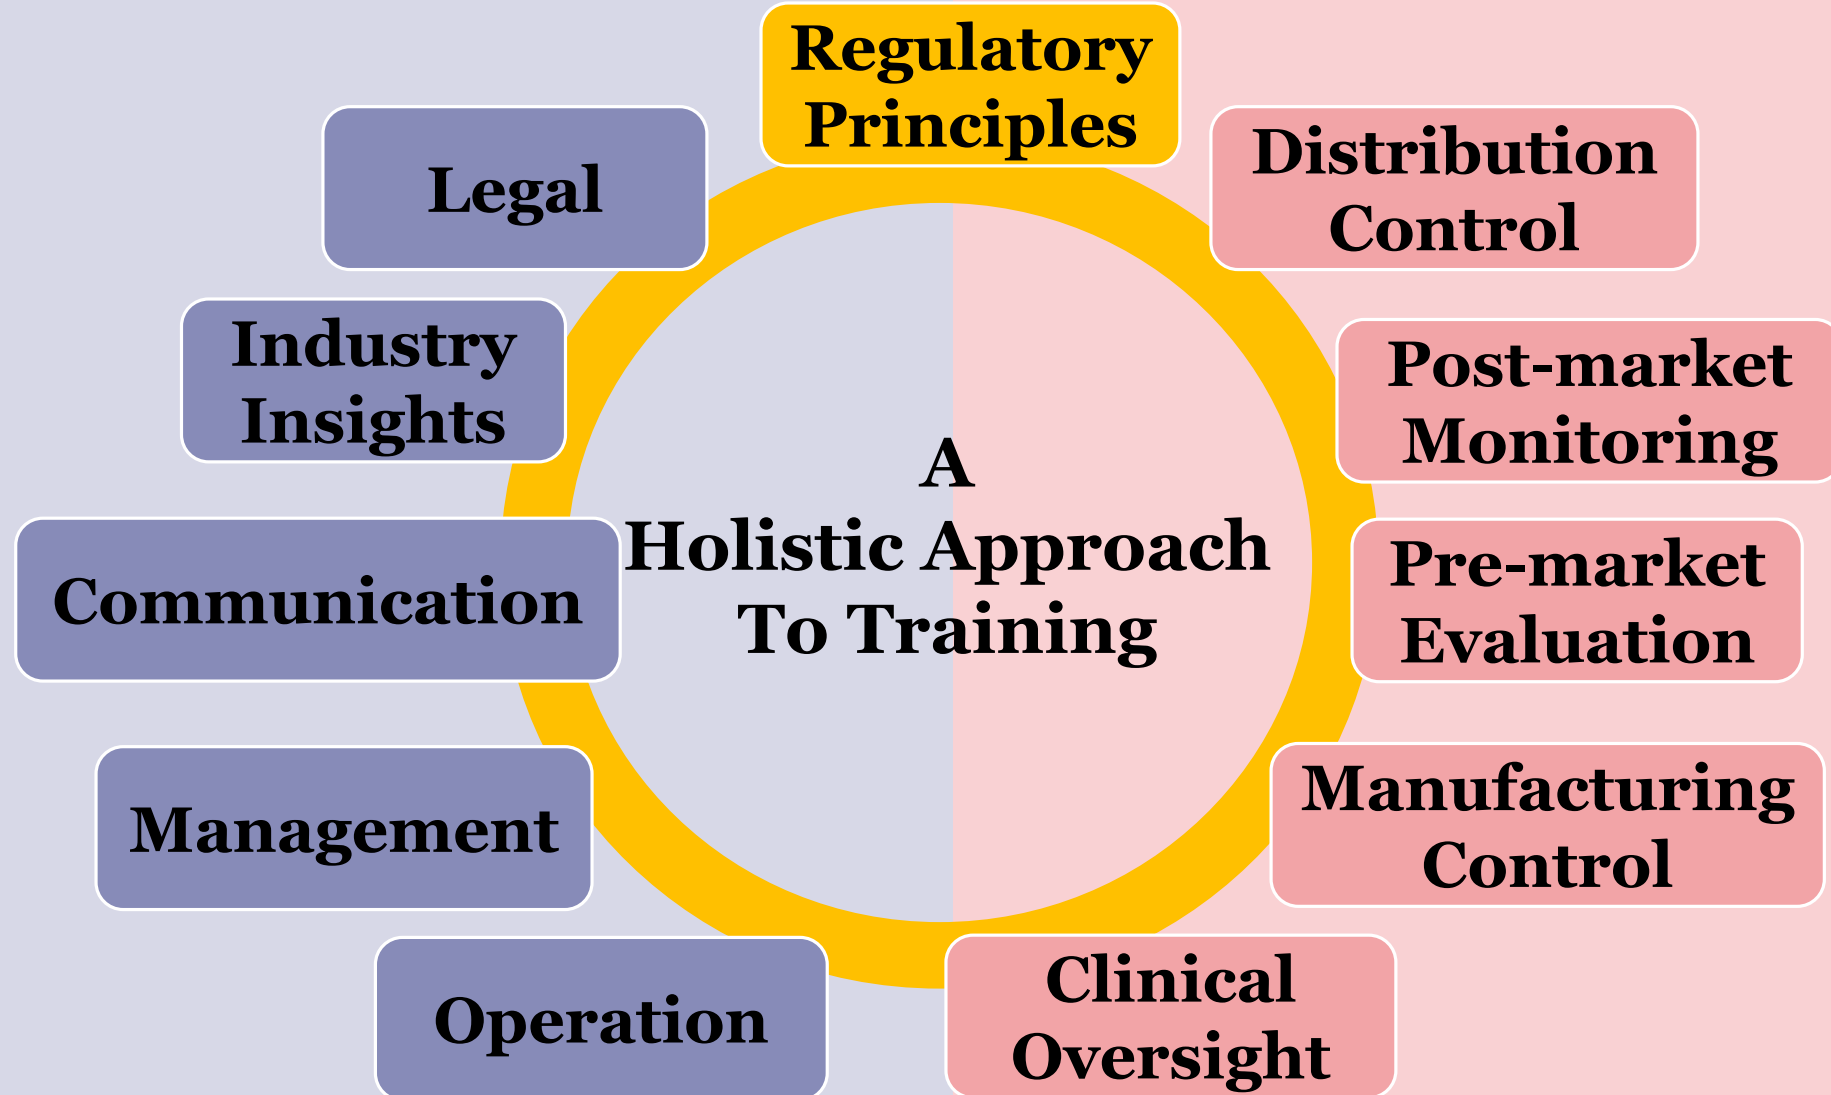 Regulatory
Principles
Legal
Distribution
Control
Industry
Insights
Post-market
Monitoring
A
Holistic Approach
To Training
Communication
Pre-market
Evaluation
Management
Manufacturing
Control
Operation
Clinical
Oversight